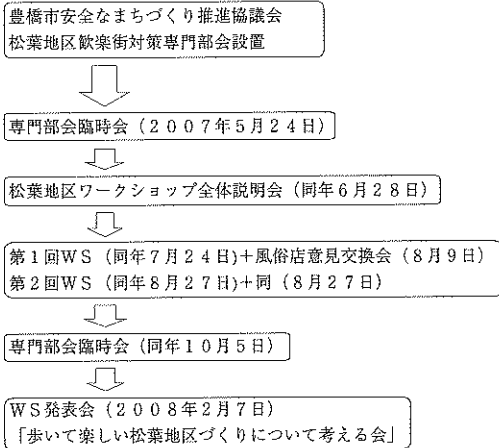 豊橋市安全なまちづくり推進協議会
松葉地区歓楽街対策専門部会設置
専門部会臨時会（２００７年５月２４日）
松葉地区ワークショップ全体説明会（同年６月２８日）
第１回ＷＳ（同年７月２４日)＋風俗店意見交換会（８月９日）
第２回ＷＳ（同年８月２７日)＋同（８月２７日）
専門部会臨時会（同年１０月５日）
ＷＳ発表会（２００８年２月７日）
「歩いて楽しい松葉地区づくりについて考える会」